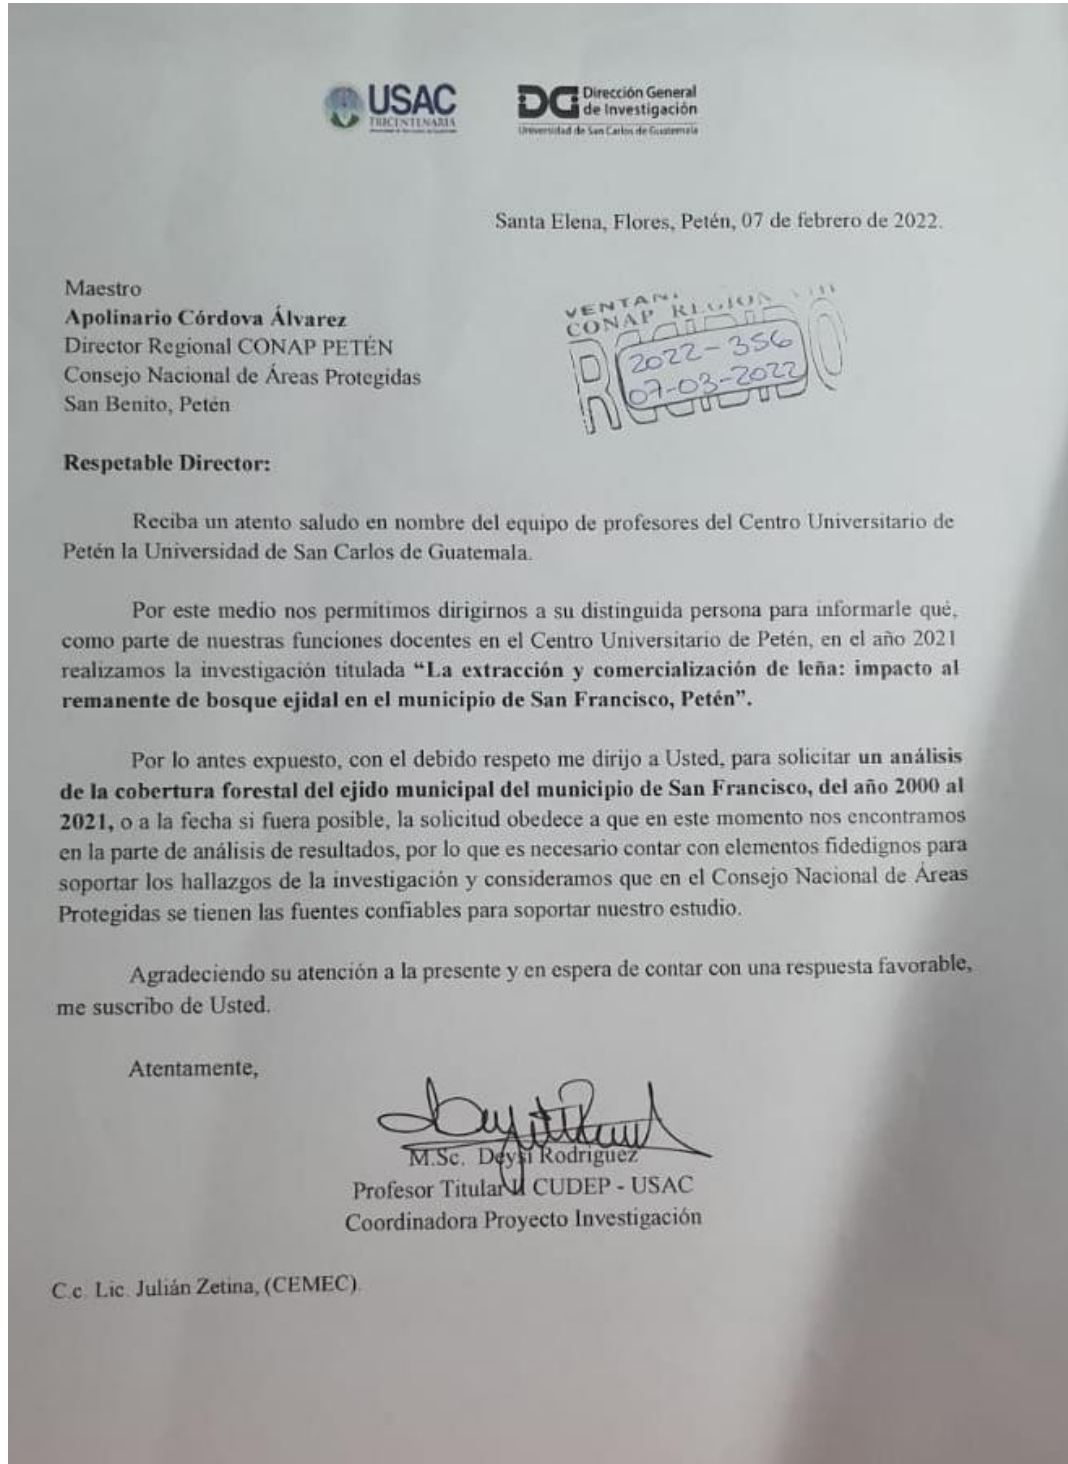 USAC
TRICENTENARIA
Universidad de San Carlos de Guatemala
DGI Dirección General
de Investigación
Universidad de San Carlos de Guatemala
Santa Elena, Flores, Petén, 07 de febrero de 2022.
Maestro
Apolinario Córdova Álvarez
Director Regional CONAP PETÉN
Consejo Nacional de Áreas Protegidas
San Benito, Petén
CONAP REGION VIII
RECIBIDO
2022-356
07-03-2022
Respetable Director:
Reciba un atento saludo en nombre del equipo de profesores del Centro Universitario de
Petén la Universidad de San Carlos de Guatemala.
Por este medio nos permitimos dirigirnos a su distinguida persona para informarle qué,
como parte de nuestras funciones docentes en el Centro Universitario de Petén, en el año 2021
realizamos la investigación titulada “La extracción y comercialización de leña: impacto al
remanente de bosque ejidal en el municipio de San Francisco, Petén”.
Por lo antes expuesto, con el debido respeto me dirijo a Usted, para solicitar un análisis
de la cobertura forestal del ejido municipal del municipio de San Francisco, del año 2000 al
2021, o a la fecha si fuera posible, la solicitud obedece a que en este momento nos encontramos
en la parte de análisis de resultados, por lo que es necesario contar con elementos fidedignos para
soportar los hallazgos de la investigación y consideramos que en el Consejo Nacional de Áreas
Protegidas se tienen las fuentes confiables para soportar nuestro estudio.
Agradeciendo su atención a la presente y en espera de contar con una respuesta favorable,
me suscribo de Usted.
Atentamente,
M.Sc. Deysi Rodríguez
Profesor Titular II CUDEP - USAC
Coordinadora Proyecto Investigación
C.c. Lic. Julián Zetina, (CEMEC).